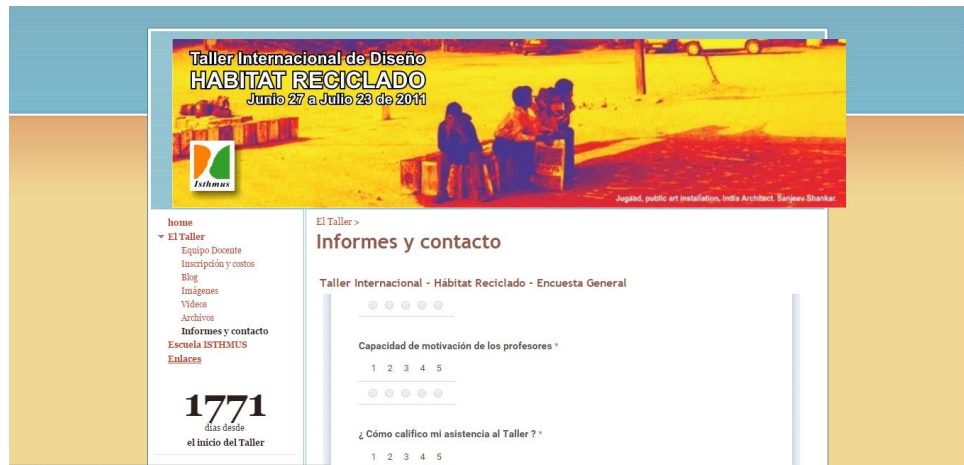 Taller Internacional de Diseño
HABITAT RECICLADO
Junio 27 a Julio 23 de 2011
Isthmus
Jugaad, public art installation, India Architect. Sanjeev Shankar.
home
El Taller
Equipo Docente
Inscripción y costos
Blog
Imágenes
Videos
Archivos
Informes y contacto
Escuela ISTHMUS
Enlaces
1771
días desde
el inicio del Taller
El Taller >
Informes y contacto
Taller Internacional - Hábitat Reciclado - Encuesta General
Capacidad de motivación de los profesores *
1 2 3 4 5
¿ Cómo califico mi asistencia al Taller ? *
1 2 3 4 5